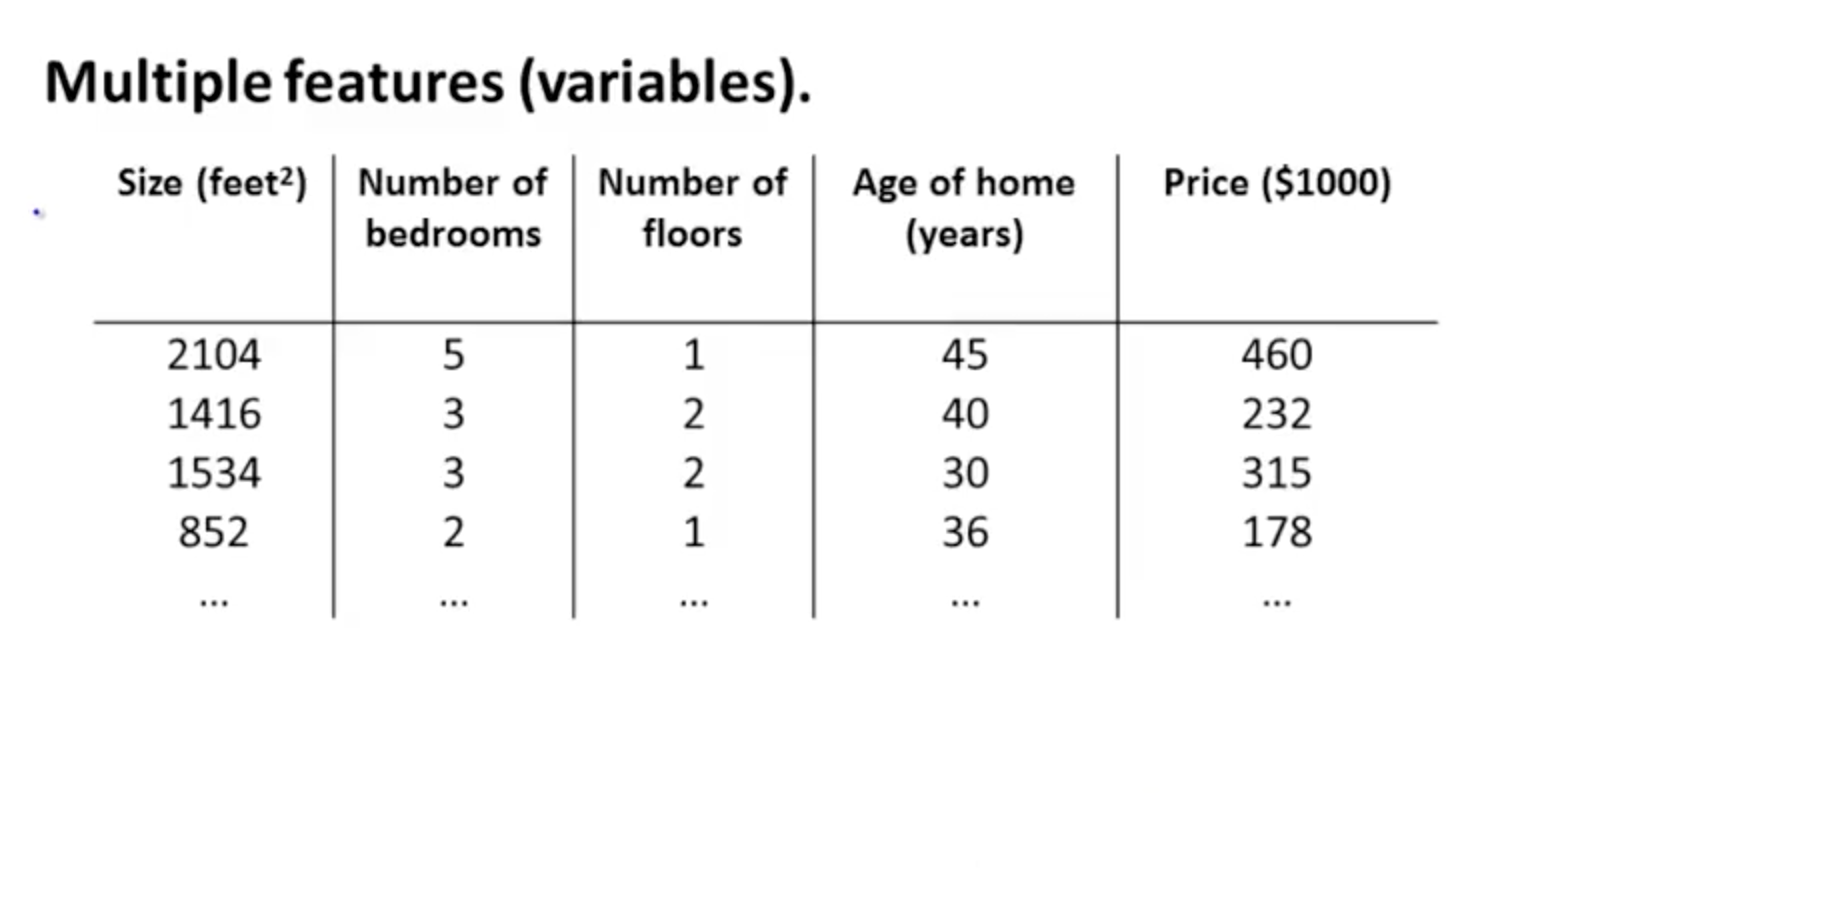 Multiple features (variables).
Size (feet²) Number of bedrooms Number of floors Age of home (years) Price ($1000)
2104 5 1 45 460
1416 3 2 40 232
1534 3 2 30 315
852 2 1 36 178
... ... ... ... ...